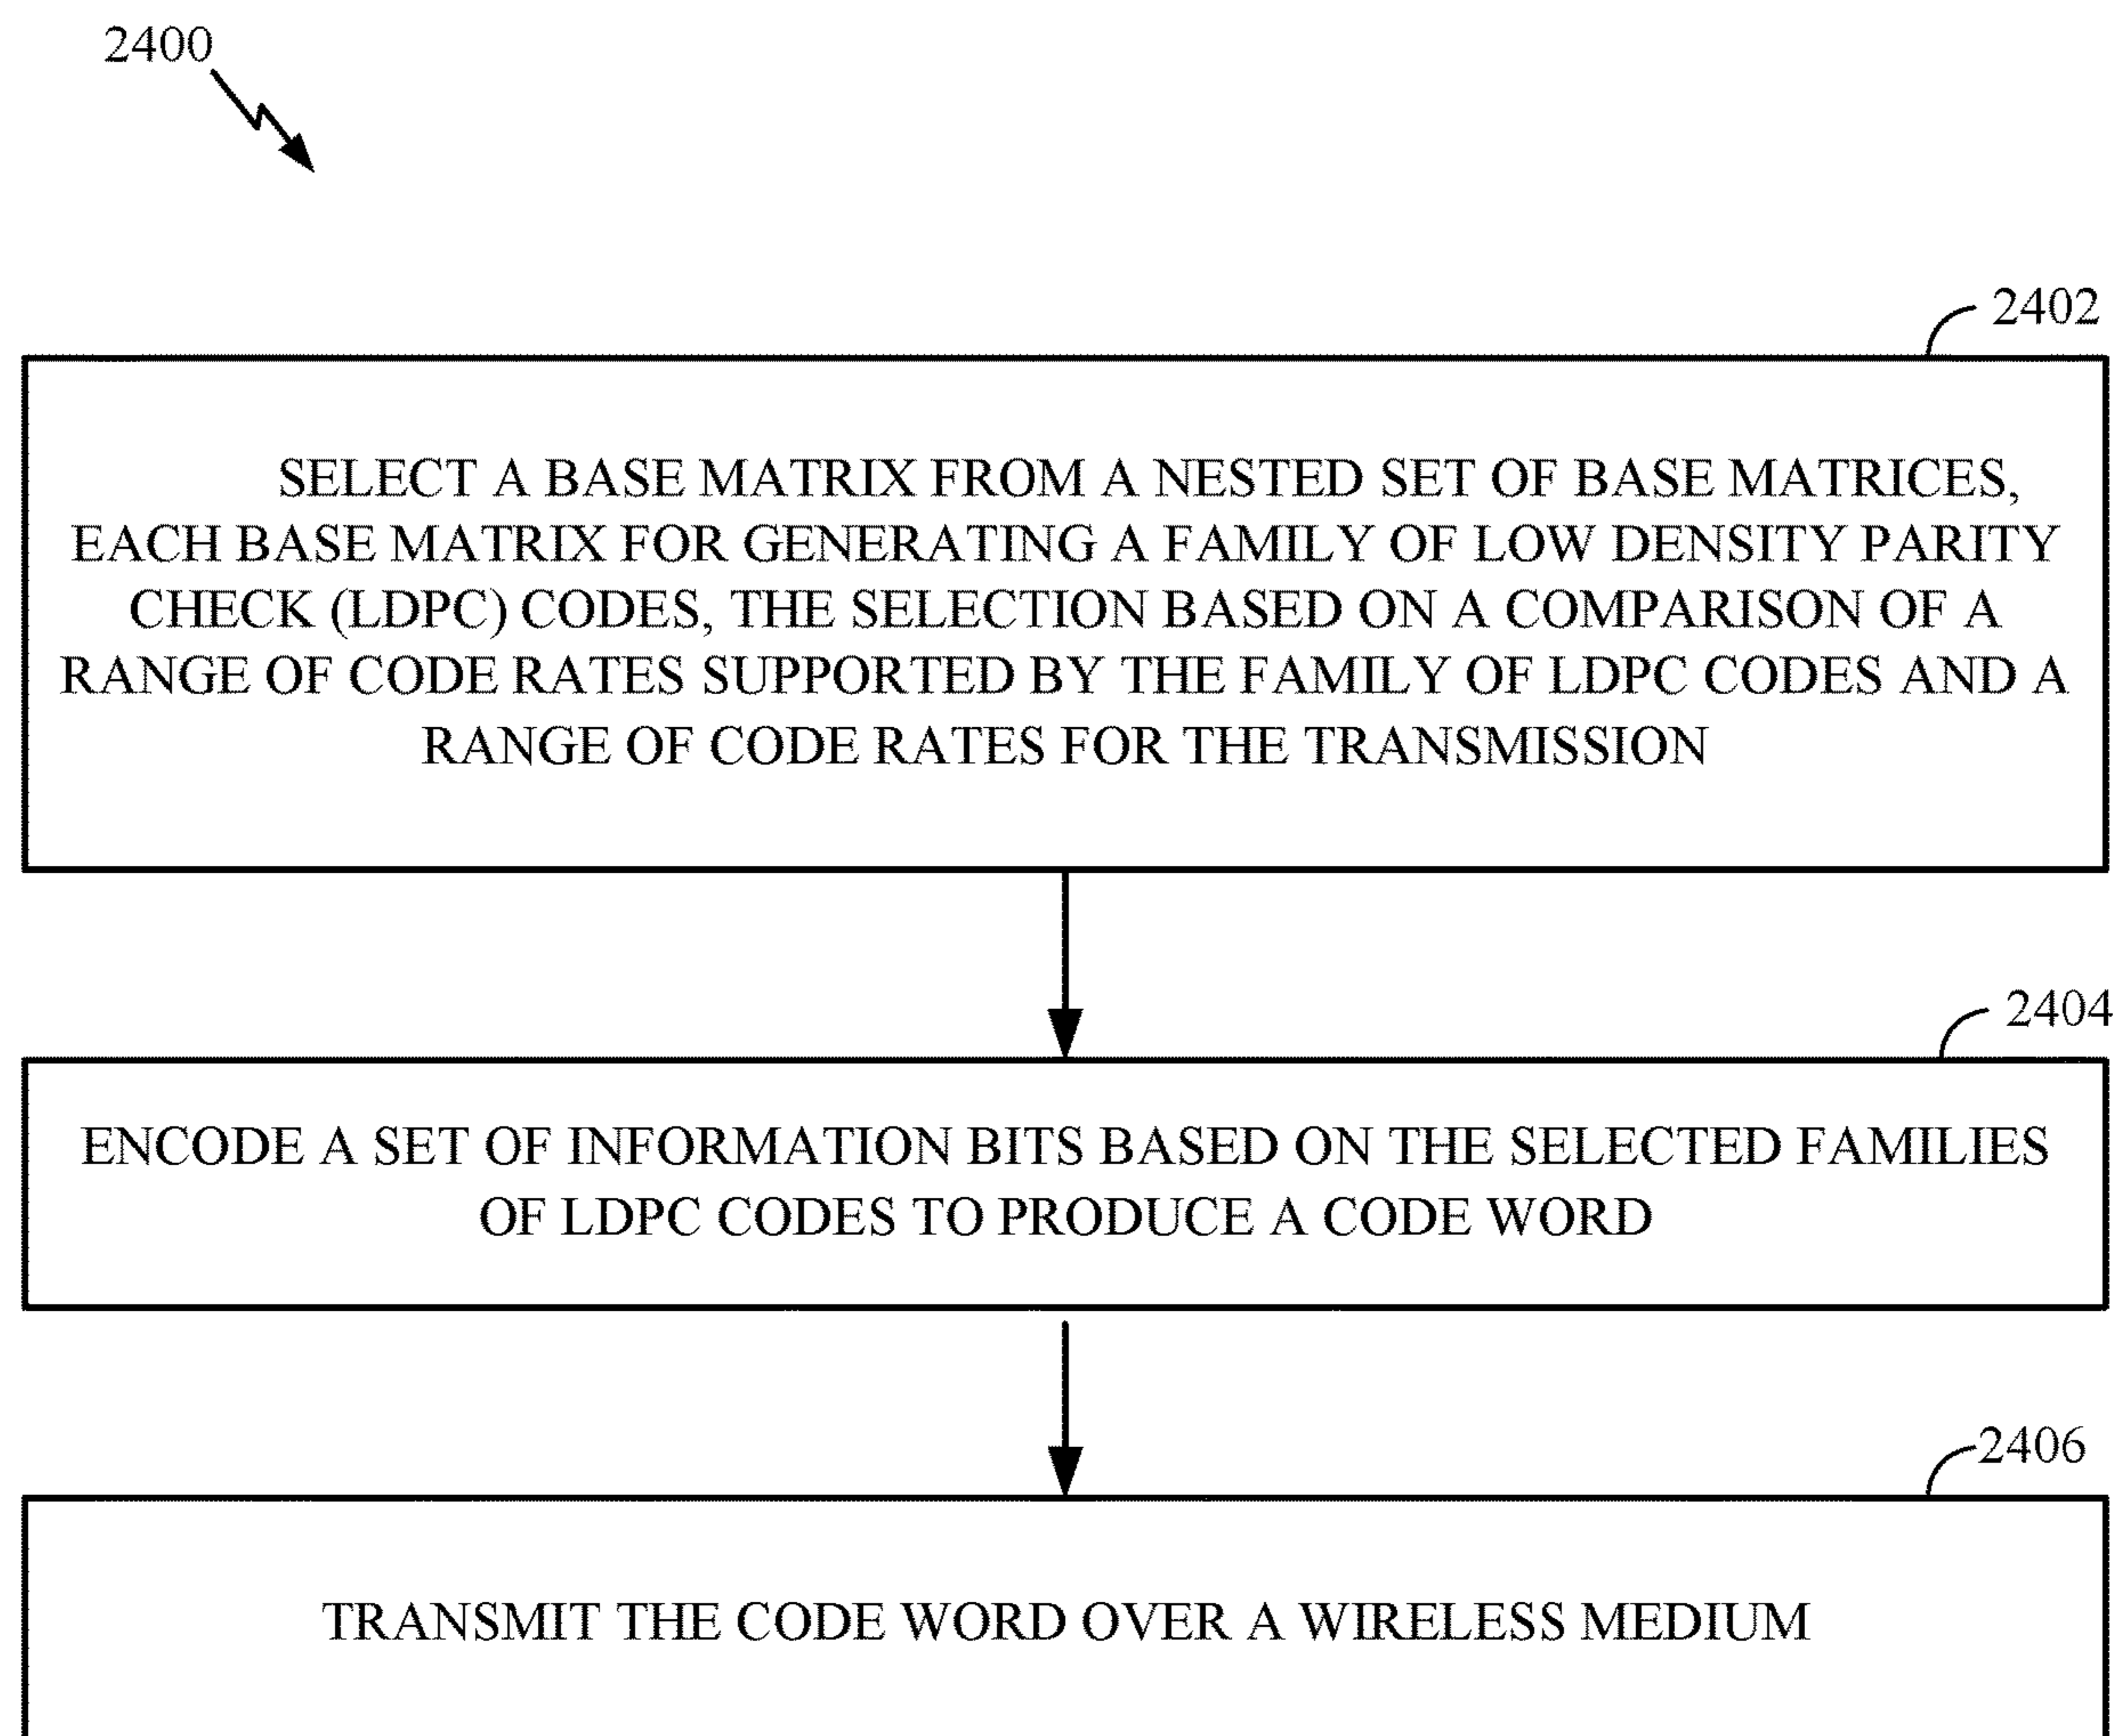 2400
2402
SELECT A BASE MATRIX FROM A NESTED SET OF BASE MATRICES,
EACH BASE MATRIX FOR GENERATING A FAMILY OF LOW DENSITY PARITY
CHECK (LDPC) CODES, THE SELECTION BASED ON A COMPARISON OF A
RANGE OF CODE RATES SUPPORTED BY THE FAMILY OF LDPC CODES AND A
RANGE OF CODE RATES FOR THE TRANSMISSION
2404
ENCODE A SET OF INFORMATION BITS BASED ON THE SELECTED FAMILIES
OF LDPC CODES TO PRODUCE A CODE WORD
2406
TRANSMIT THE CODE WORD OVER A WIRELESS MEDIUM